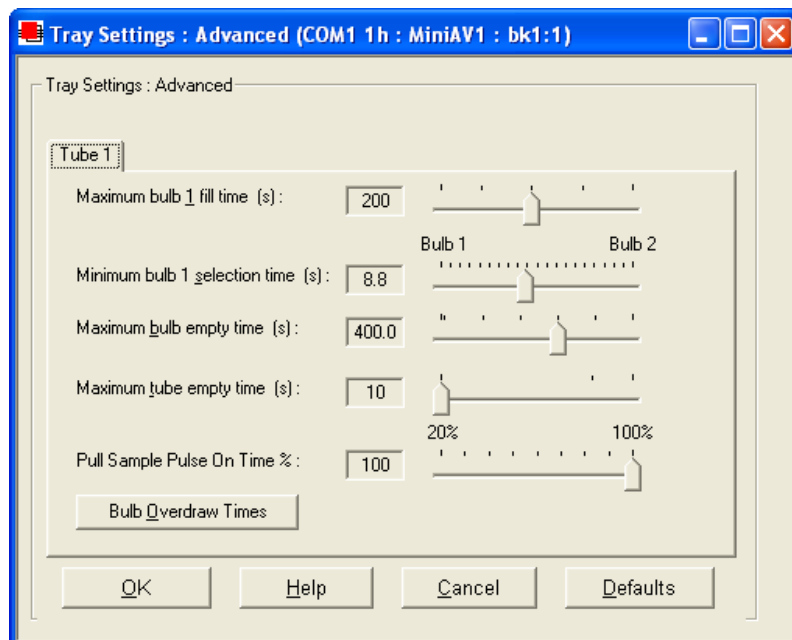 Tray Settings : Advanced (COM1 1h : MiniAV1 : bk1:1)
Tray Settings : Advanced
Tube 1
Maximum bulb 1 fill time (s) : 200
Bulb 1 Bulb 2
Minimum bulb 1 selection time (s) : 8.8
Maximum bulb empty time (s) : 400.0
Maximum tube empty time (s) : 10
20% 100%
Pull Sample Pulse On Time % : 100
Bulb Overdraw Times
OK Help Cancel Defaults